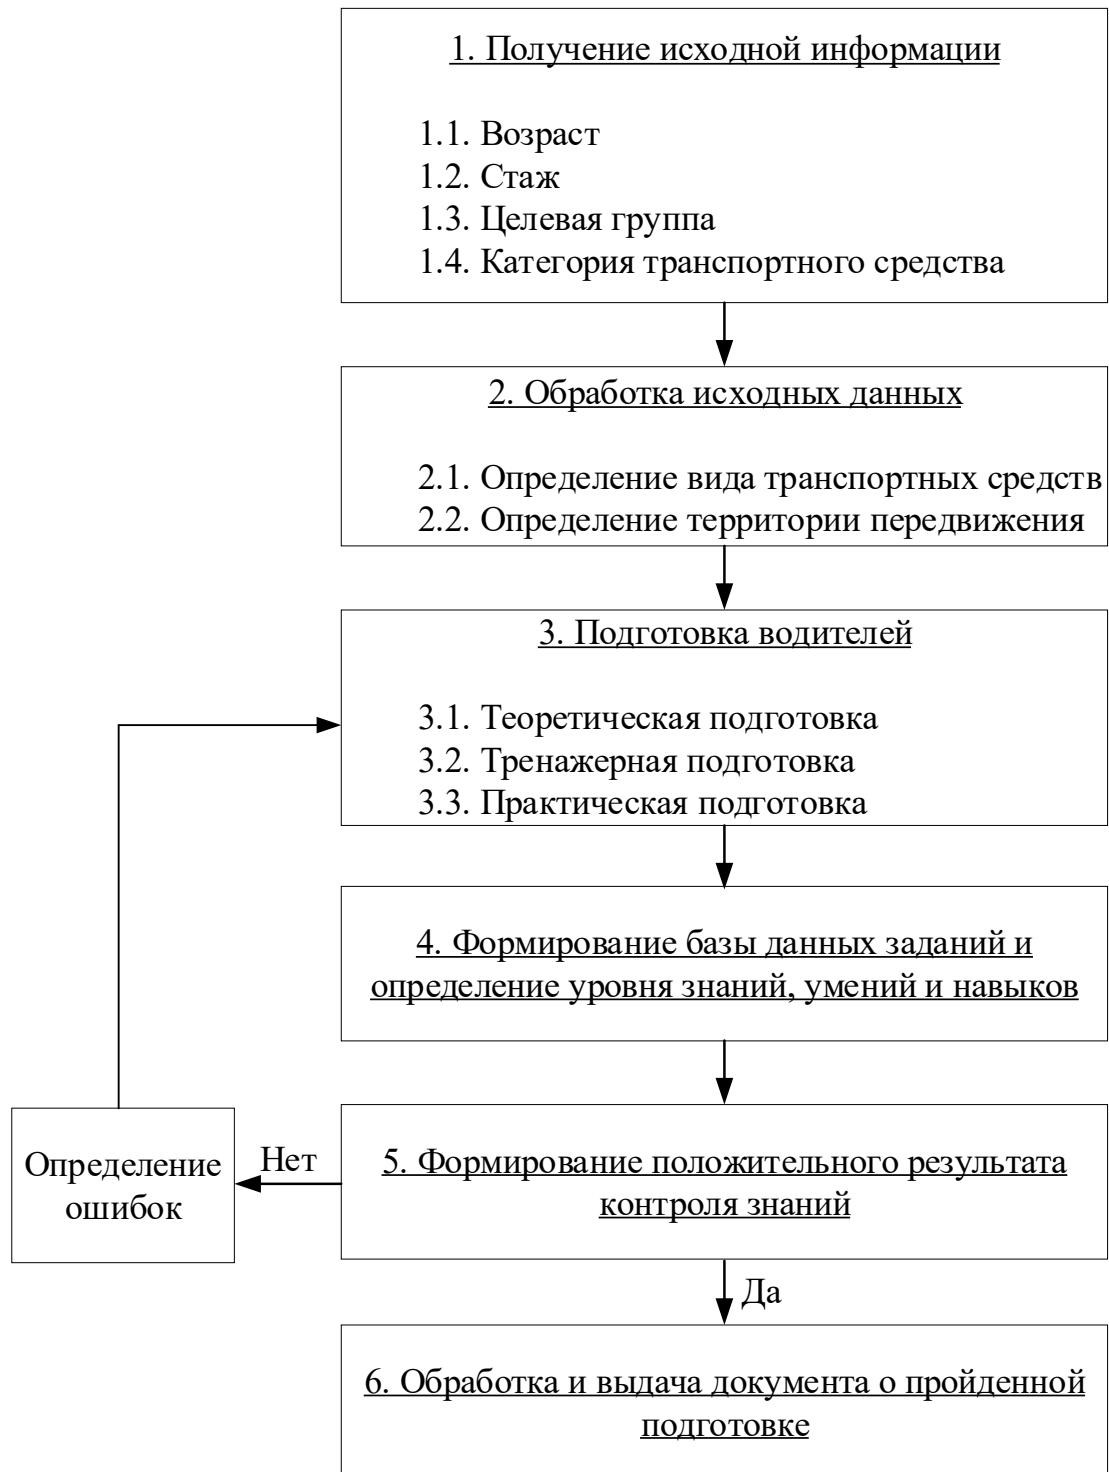 1. Получение исходной информации
1.1. Возраст
1.2. Стаж
1.3. Целевая группа
1.4. Категория транспортного средства
2. Обработка исходных данных
2.1. Определение вида транспортных средств
2.2. Определение территории передвижения
3. Подготовка водителей
3.1. Теоретическая подготовка
3.2. Тренажерная подготовка
3.3. Практическая подготовка
4. Формирование базы данных заданий и
определение уровня знаний, умений и навыков
5. Формирование положительного результата
контроля знаний
Нет
Определение
ошибок
Да
6. Обработка и выдача документа о пройденной
подготовке